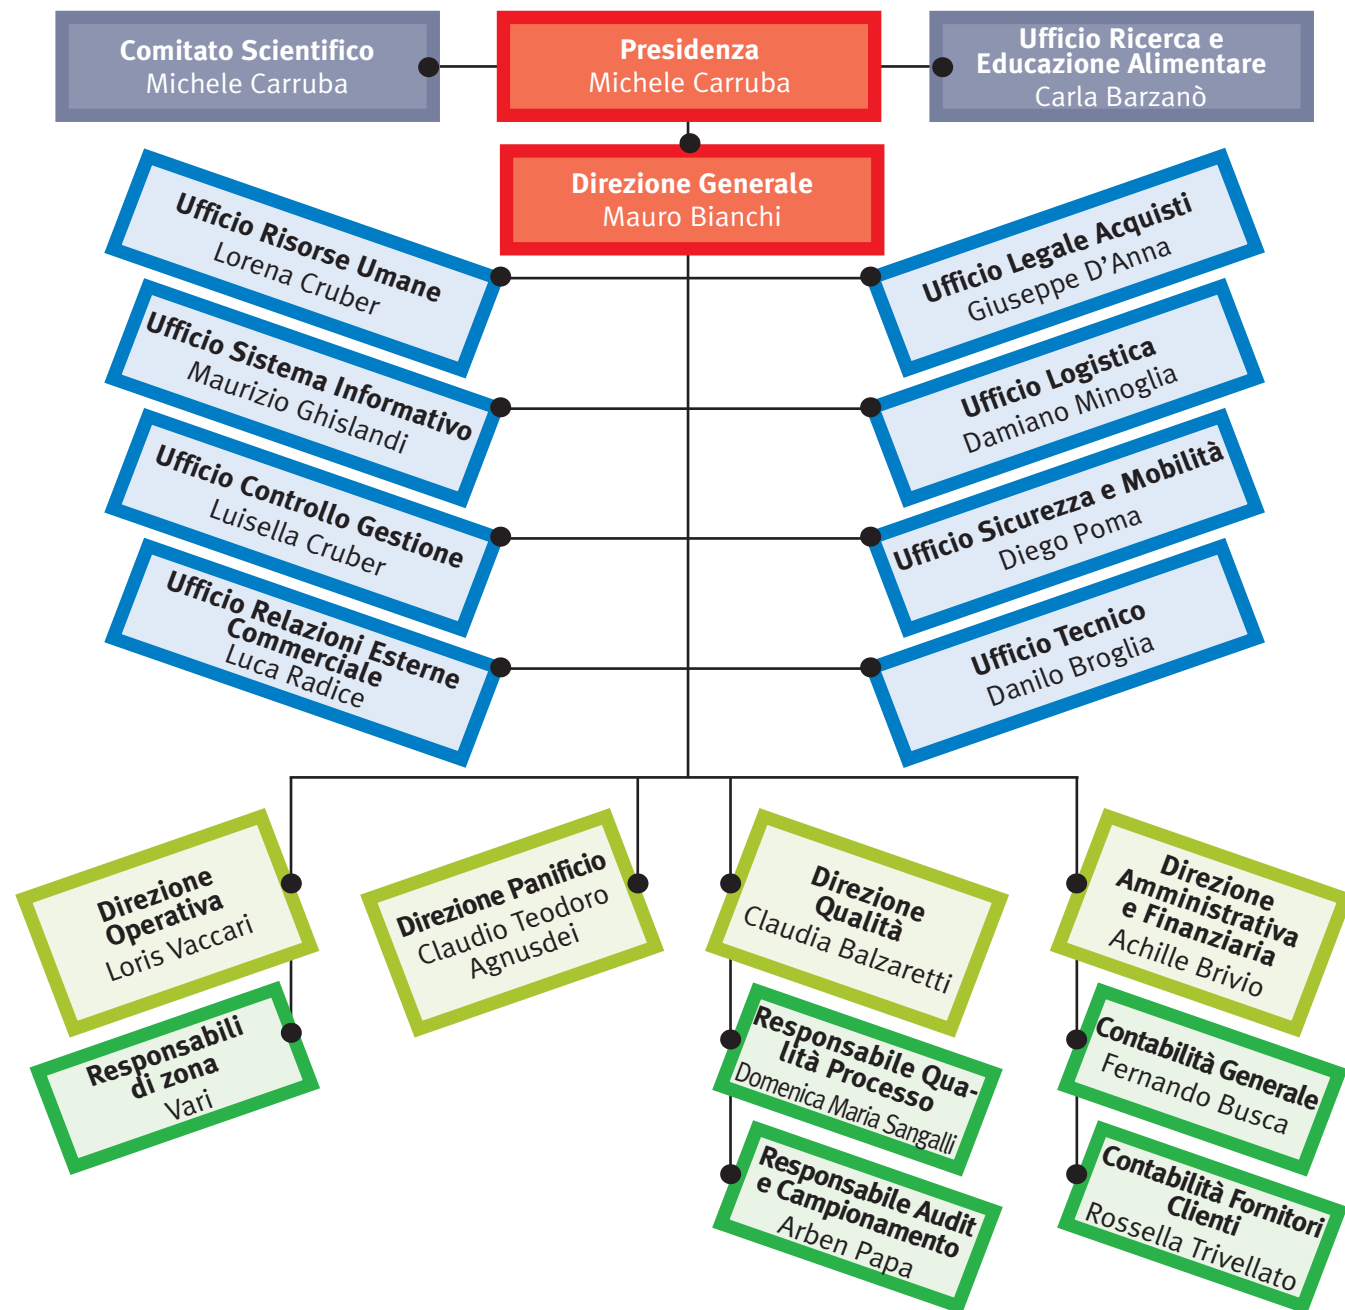 Comitato Scientifico
Michele Carruba
Presidenza
Michele Carruba
Ufficio Ricerca e
Educazione Alimentare
Carla Barzanò
Direzione Generale
Mauro Bianchi
Ufficio Risorse Umane
Lorena Cruber
Ufficio Legale Acquisti
Giuseppe D'Anna
Ufficio Sistema Informativo
Maurizio Ghislandi
Ufficio Logistica
Damiano Minoglia
Ufficio Controllo Gestione
Luisella Cruber
Ufficio Sicurezza e Mobilità
Diego Poma
Ufficio Relazioni Esterne
Commerciale
Luca Radice
Ufficio Tecnico
Danilo Broglia
Direzione
Operativa
Loris Vaccari
Direzione Panificio
Claudio Teodoro
Agnusdei
Direzione
Qualità
Claudia Balzaretti
Direzione
Amministrativa
e Finanziaria
Achille Brivio
Responsabili
di zona
Vari
Responsabile Qua-
lità Processo
Domenica Maria Sangalli
Contabilità Generale
Fernando Busca
Responsabile Audit
e Campionamento
Arben Papa
Contabilità Fornitori
Clienti
Rossella Trivellato